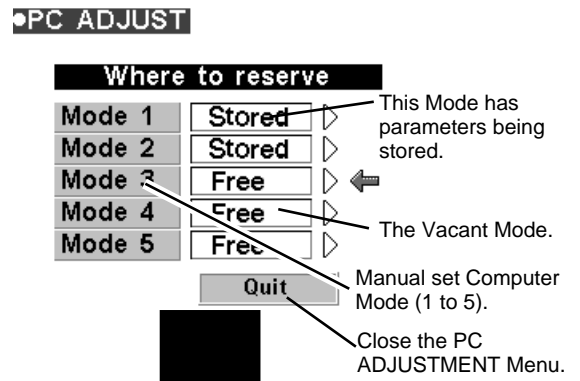 ●PC ADJUST
Where to reserve
Mode 1 Stored
Mode 2 Stored
Mode 3 Free
Mode 4 Free
Mode 5 Free
Quit
This Mode has
parameters being
stored.
The Vacant Mode.
Manual set Computer
Mode (1 to 5).
Close the PC
ADJUSTMENT Menu.